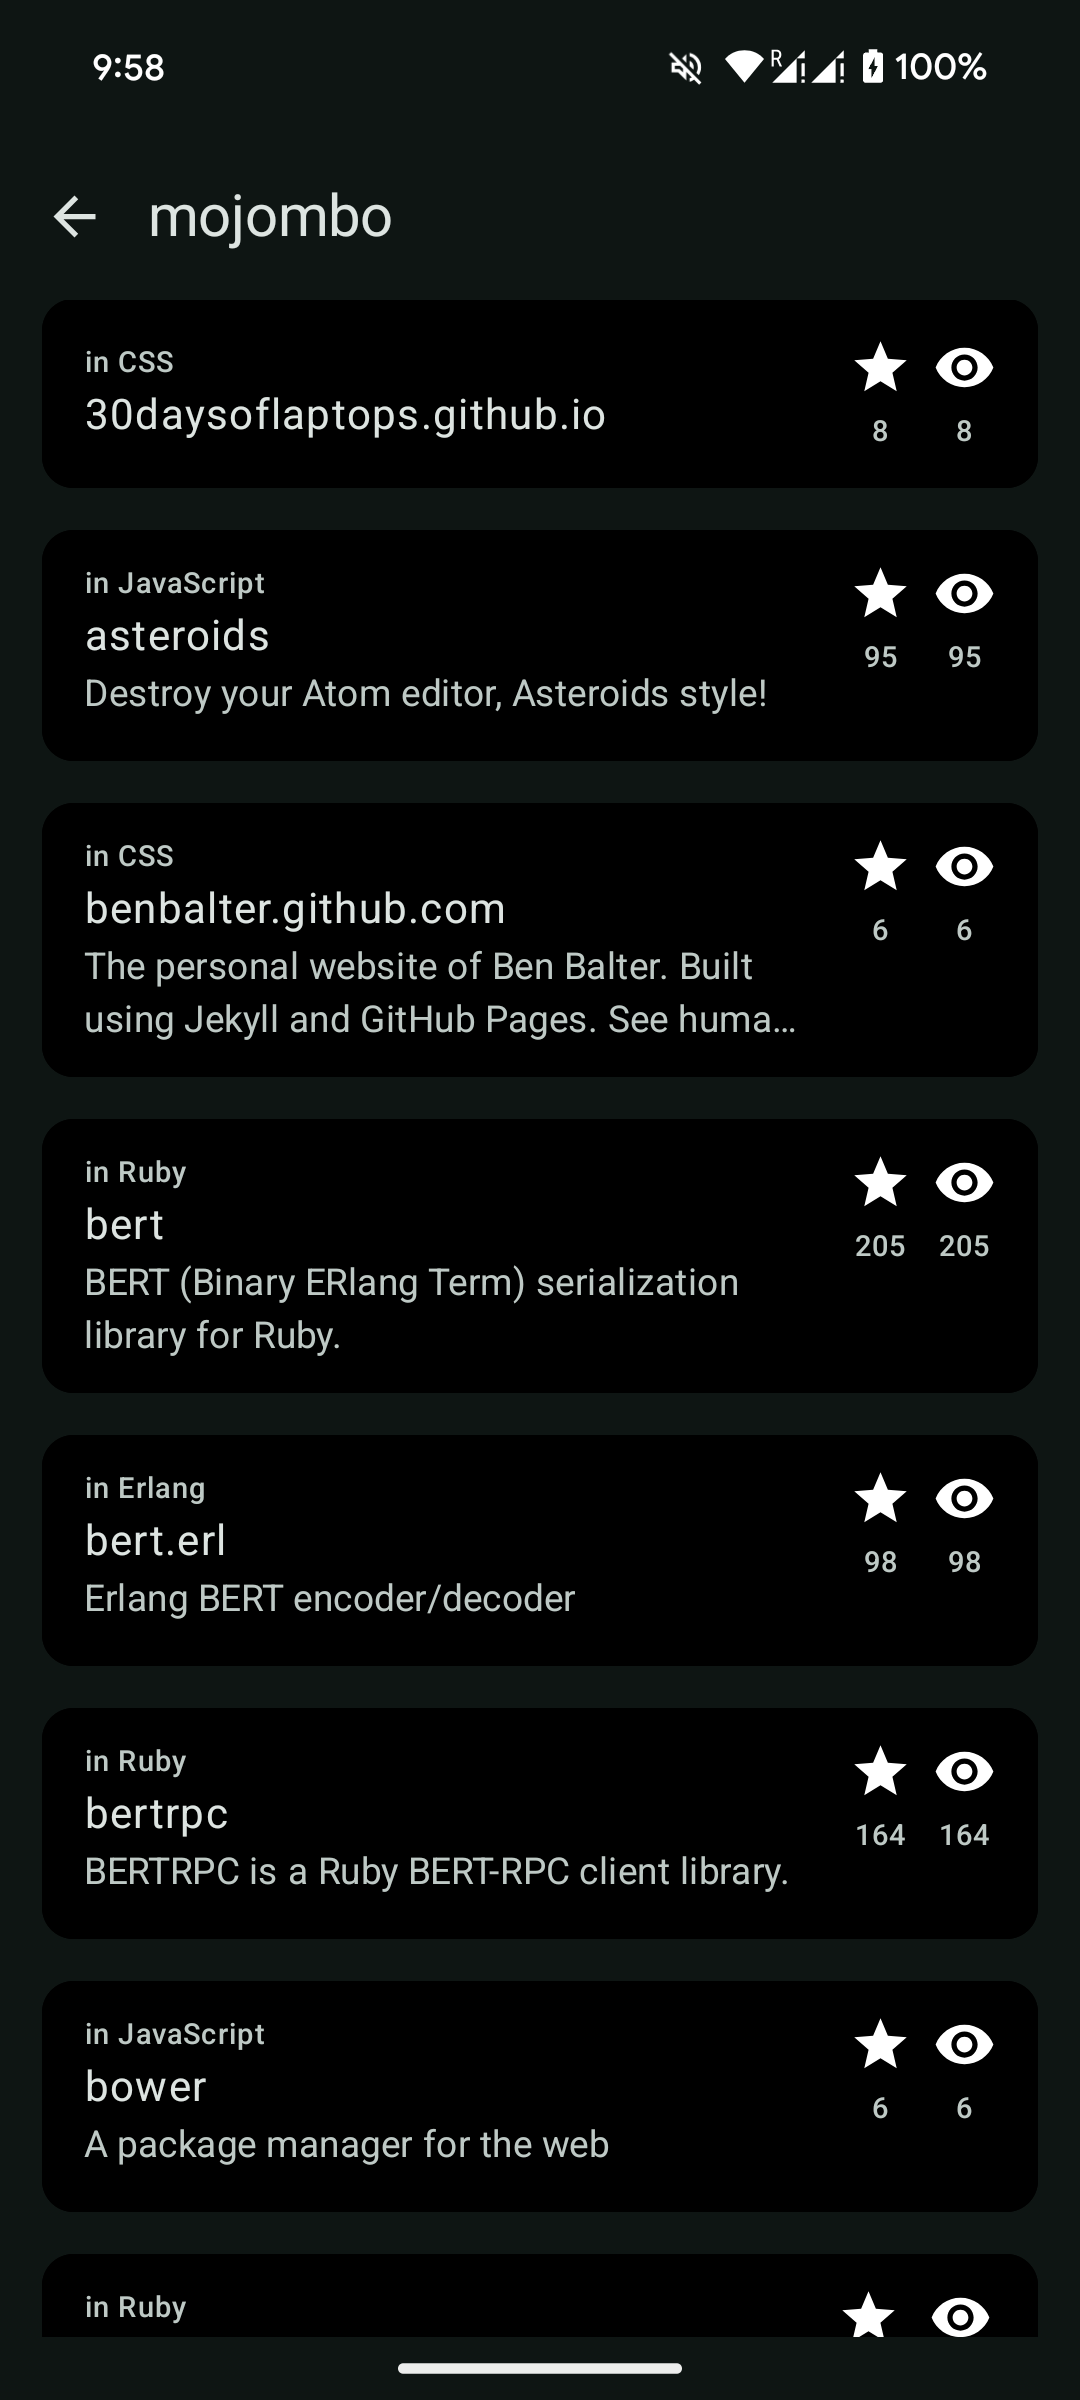 9:58
R
100%
mojombo
in CSS
30daysoflaptops.github.io
8
8
in JavaScript
asteroids
95
95
Destroy your Atom editor, Asteroids style!
in CSS
benbalter.github.com
6
6
The personal website of Ben Balter. Built
using Jekyll and GitHub Pages. See huma…
in Ruby
bert
205
205
BERT (Binary ERlang Term) serialization
library for Ruby.
in Erlang
bert.erl
98
98
Erlang BERT encoder/decoder
in Ruby
bertrpc
164
164
BERTRPC is a Ruby BERT-RPC client library.
in JavaScript
bower
6
6
A package manager for the web
in Ruby